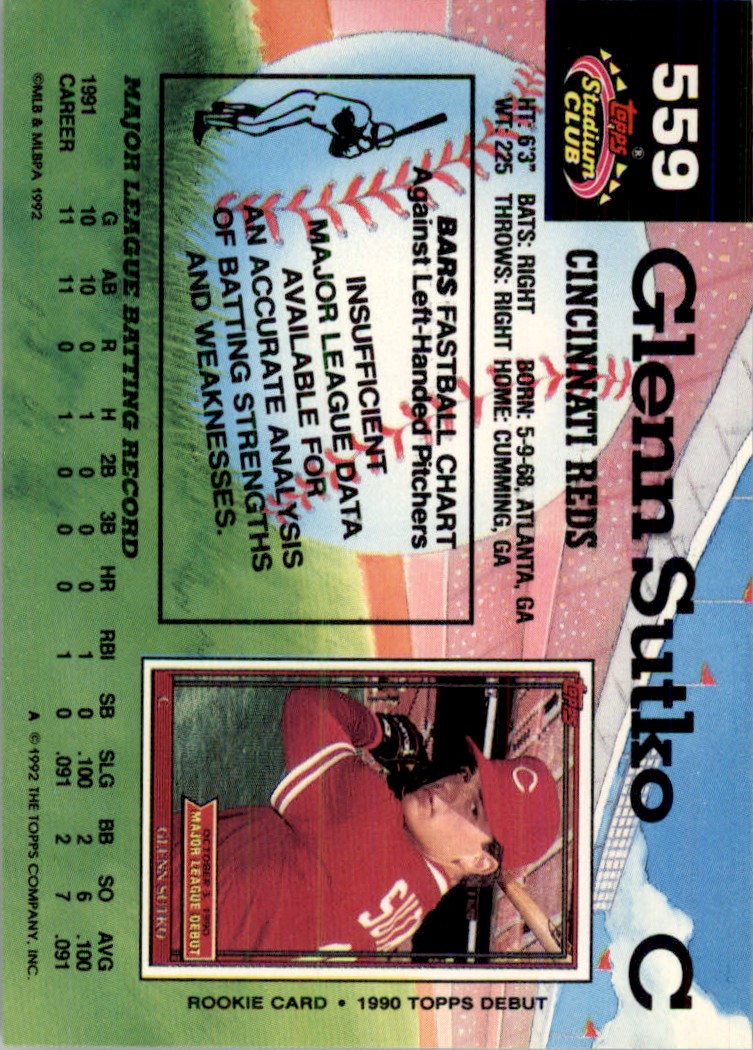 559
Topps®
Stadium
CLUB
Glenn Sutko C
CINCINNATI REDS
HT: 6'3" BATS: RIGHT BORN: 5-9-68, ATLANTA, GA
WT: 225 THROWS: RIGHT HOME: CUMMING, GA
BARS FASTBALL CHART
Against Left-Handed Pitchers
INSUFFICIENT
MAJOR LEAGUE DATA
AVAILABLE FOR
AN ACCURATE ANALYSIS
OF BATTING STRENGTHS
AND WEAKNESSES.
Topps
C
SUT
OCTOBER 3, 1990
MAJOR LEAGUE DEBUT
C GLENN SUTKO
ROOKIE CARD • 1990 TOPPS DEBUT
MAJOR LEAGUE BATTING RECORD
G AB R H 2B 3B HR RBI SB SLG BB SO AVG
1991 10 10 0 1 0 0 0 1 0 .100 2 6 .100
CAREER 11 11 0 1 0 0 0 1 0 .091 2 7 .091
©MLB & MLBPA 1992 A © 1992 THE TOPPS COMPANY, INC.